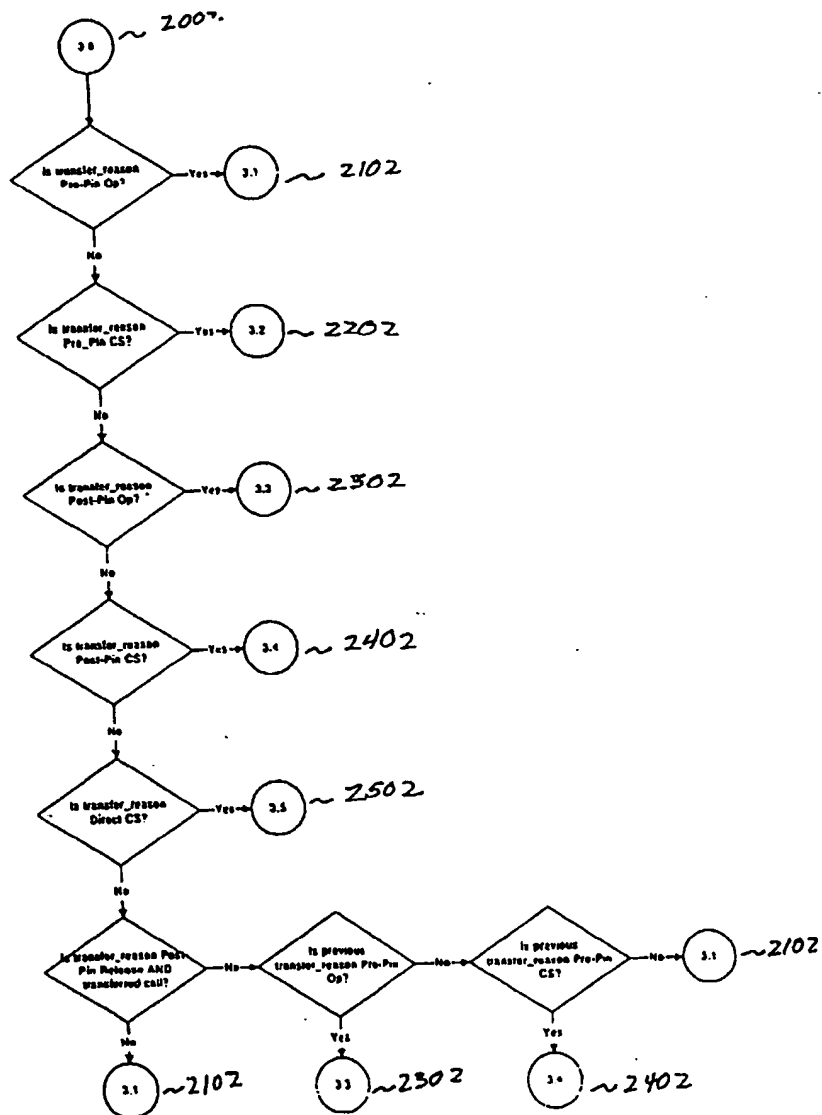 3.0
~ 2007.
Is transfer_reason
Pre-Pin Op?
Yes
3.1
~ 2102
No
Is transfer_reason
Pre_Pin CS?
Yes
3.2
~ 2202
No
Is transfer_reason
Post-Pin Op?
Yes
3.3
~ 2302
No
Is transfer_reason
Post-Pin CS?
Yes
3.4
~ 2402
No
Is transfer_reason
Direct CS?
Yes
3.5
~ 2502
No
Is transfer_reason Post-
Pin Release AND
transferred call?
No
Is previous
transfer_reason Pre-Pin
Op?
No
Is previous
transfer_reason Pre-Pin
CS?
No
3.1
~2102
No
3.1
~2102
Yes
3.3
~2302
Yes
3.4
~2402